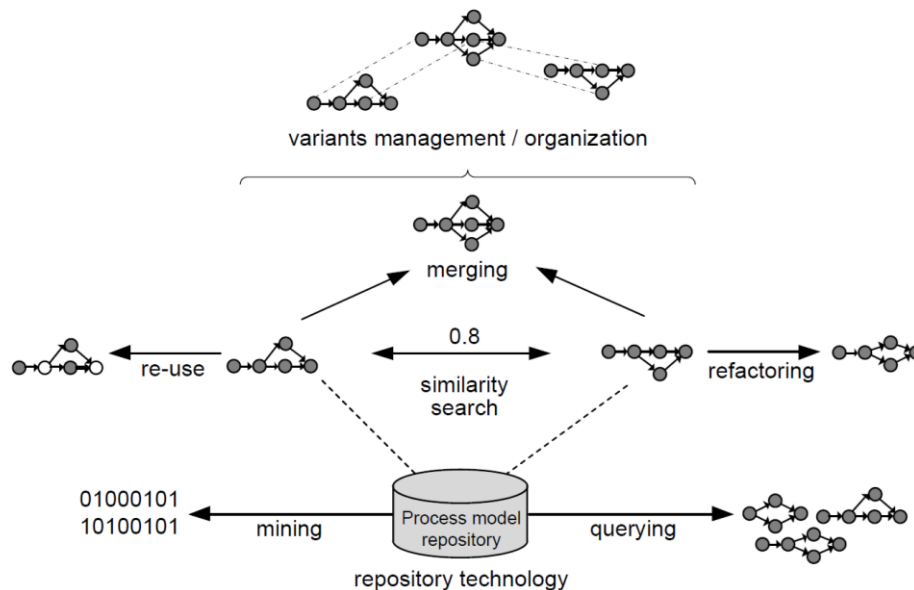 variants management / organization
merging
0.8
re-use
similarity
search
refactoring
01000101
10100101
mining
Process model
repository
querying
repository technology